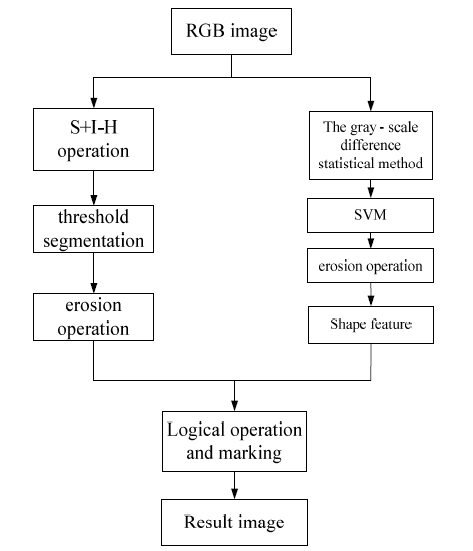 RGB image
S+I-H
operation
threshold
segmentation
erosion
operation
The gray - scale
difference
statistical method
SVM
erosion operation
Shape feature
Logical operation
and marking
Result image